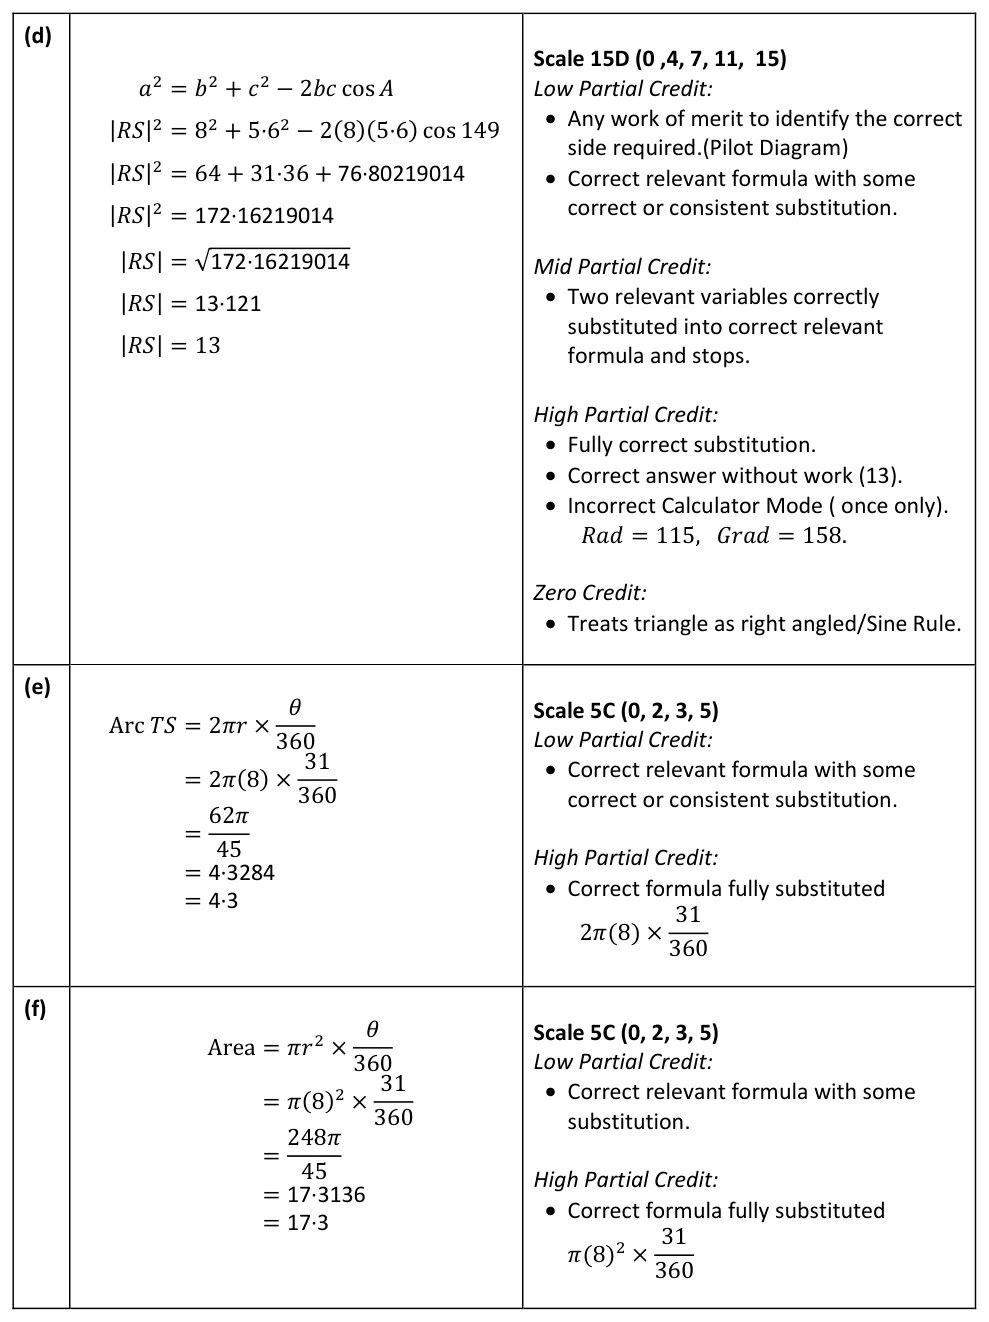 (d)
a² = b² + c² − 2bc cos A
|RS|² = 8² + 5·6² − 2(8)(5·6) cos 149
|RS|² = 64 + 31·36 + 76·80219014
|RS|² = 172·16219014
|RS| = √172·16219014
|RS| = 13·121
|RS| = 13
Scale 15D (0 ,4, 7, 11, 15)
Low Partial Credit:
• Any work of merit to identify the correct
side required.(Pilot Diagram)
• Correct relevant formula with some
correct or consistent substitution.
Mid Partial Credit:
• Two relevant variables correctly
substituted into correct relevant
formula and stops.
High Partial Credit:
• Fully correct substitution.
• Correct answer without work (13).
• Incorrect Calculator Mode ( once only).
Rad = 115, Grad = 158.
Zero Credit:
• Treats triangle as right angled/Sine Rule.
(e)
Arc TS = 2πr × θ/360
= 2π(8) × 31/360
= 62π/45
= 4·3284
= 4·3
Scale 5C (0, 2, 3, 5)
Low Partial Credit:
• Correct relevant formula with some
correct or consistent substitution.
High Partial Credit:
• Correct formula fully substituted
2π(8) × 31/360
(f)
Area = πr² × θ/360
= π(8)² × 31/360
= 248π/45
= 17·3136
= 17·3
Scale 5C (0, 2, 3, 5)
Low Partial Credit:
• Correct relevant formula with some
substitution.
High Partial Credit:
• Correct formula fully substituted
π(8)² × 31/360